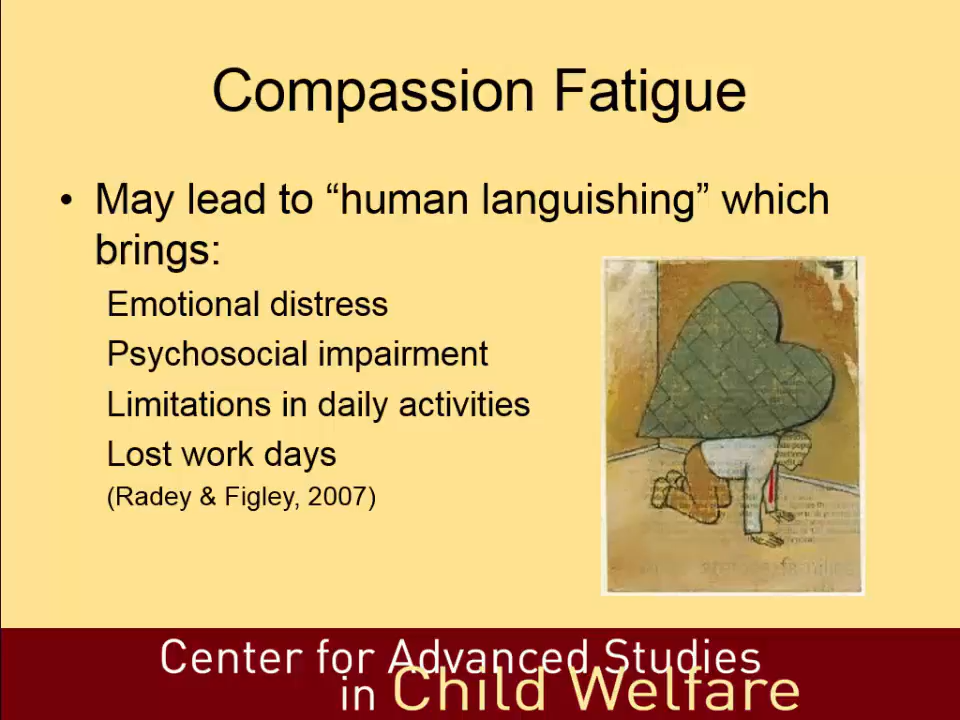 Compassion Fatigue
• May lead to “human languishing” which
brings:
Emotional distress
Psychosocial impairment
Limitations in daily activities
Lost work days
(Radey & Figley, 2007)
Center for Advanced Studies
in Child Welfare